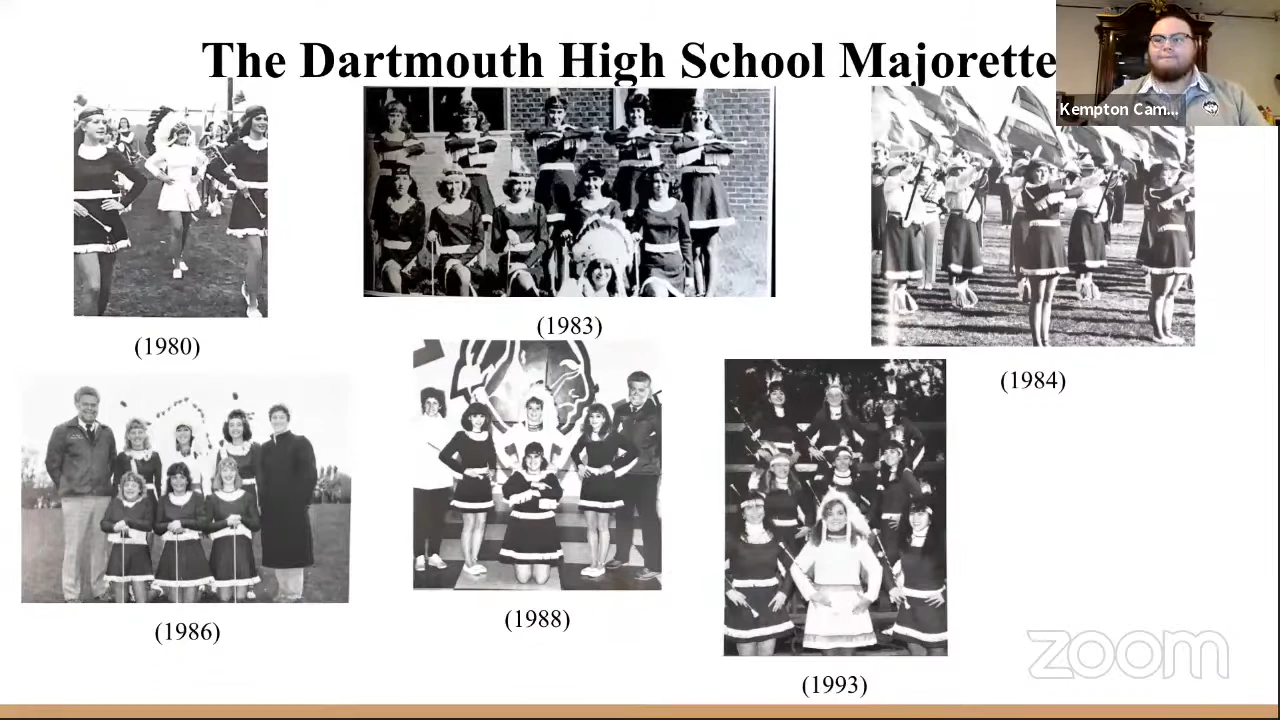 The Dartmouth High School Majorette
Kempton Cam...
(1980)
(1983)
(1984)
(1986)
(1988)
(1993)
zoom